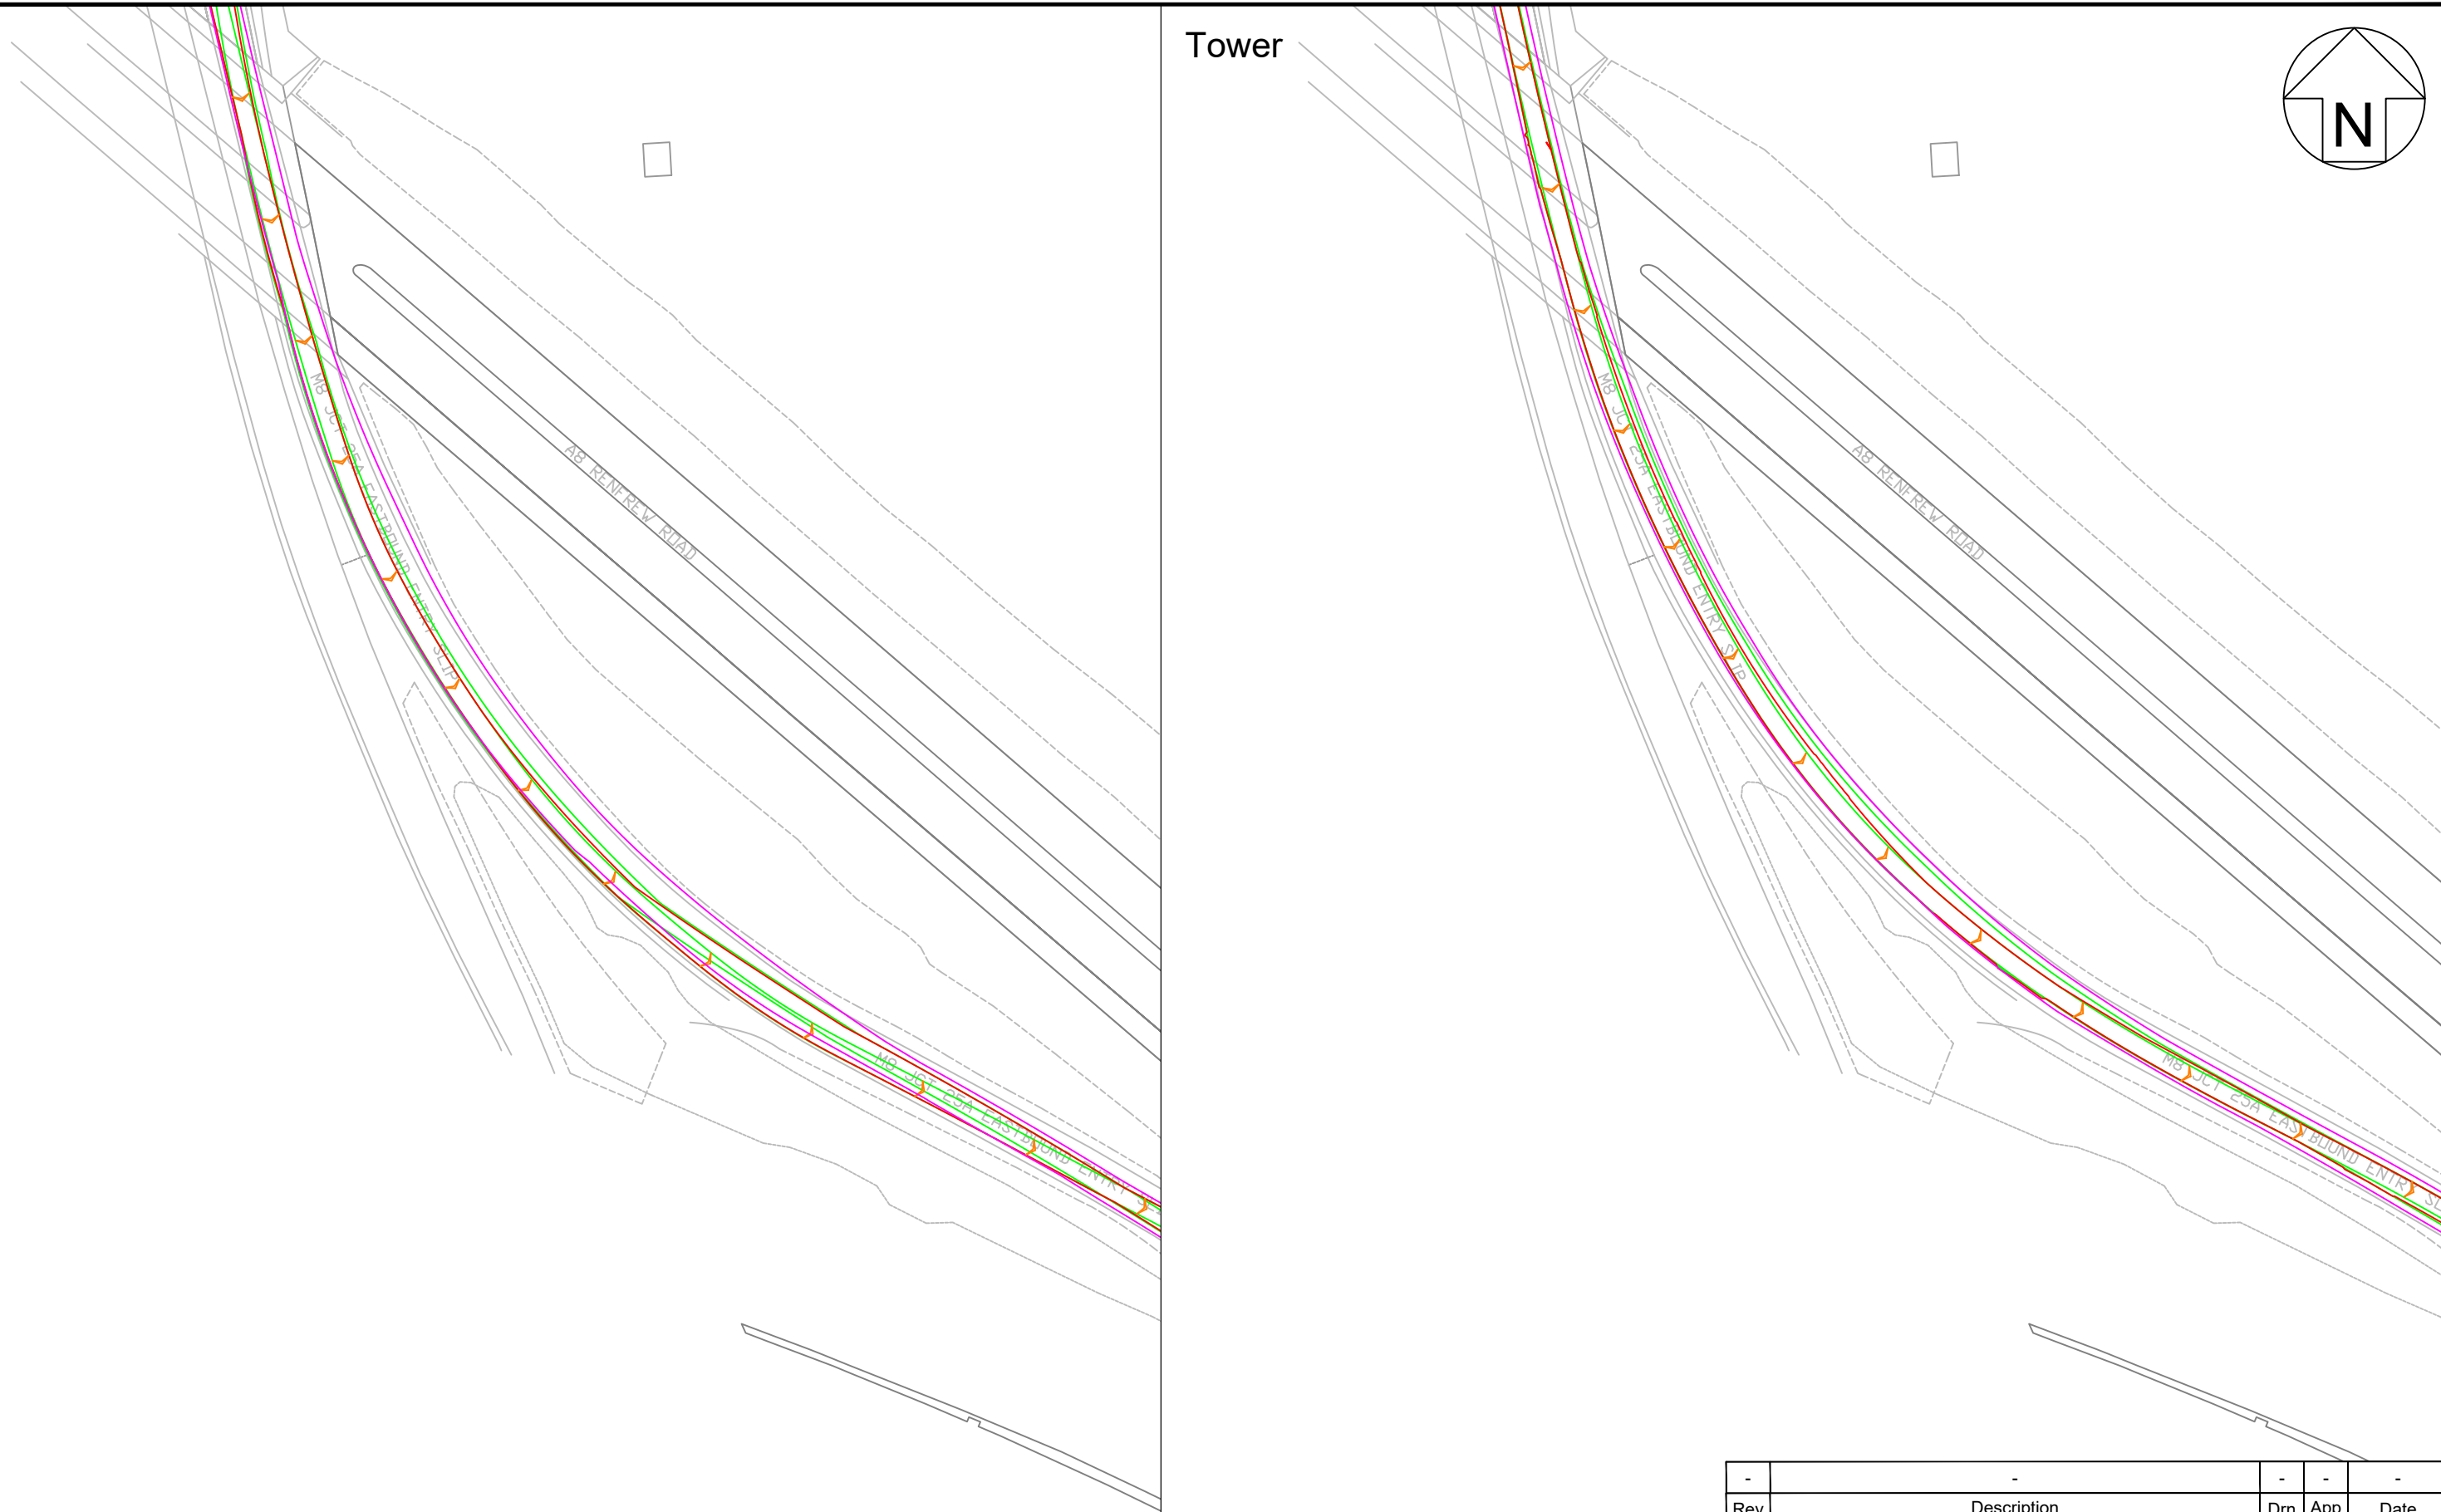 Tower
N
M8 JCT 25A EASTBOUND ENTRY SLIP
A8 RENFREW ROAD
M8 JCT 25A EASTBOUND ENTRY
M8 JCT 25A EASTBOUND ENTRY SLIP
A8 RENFREW ROAD
M8 JCT 25A EASTBOUND ENTRY
- - - - -
Rev Description Drn App Date